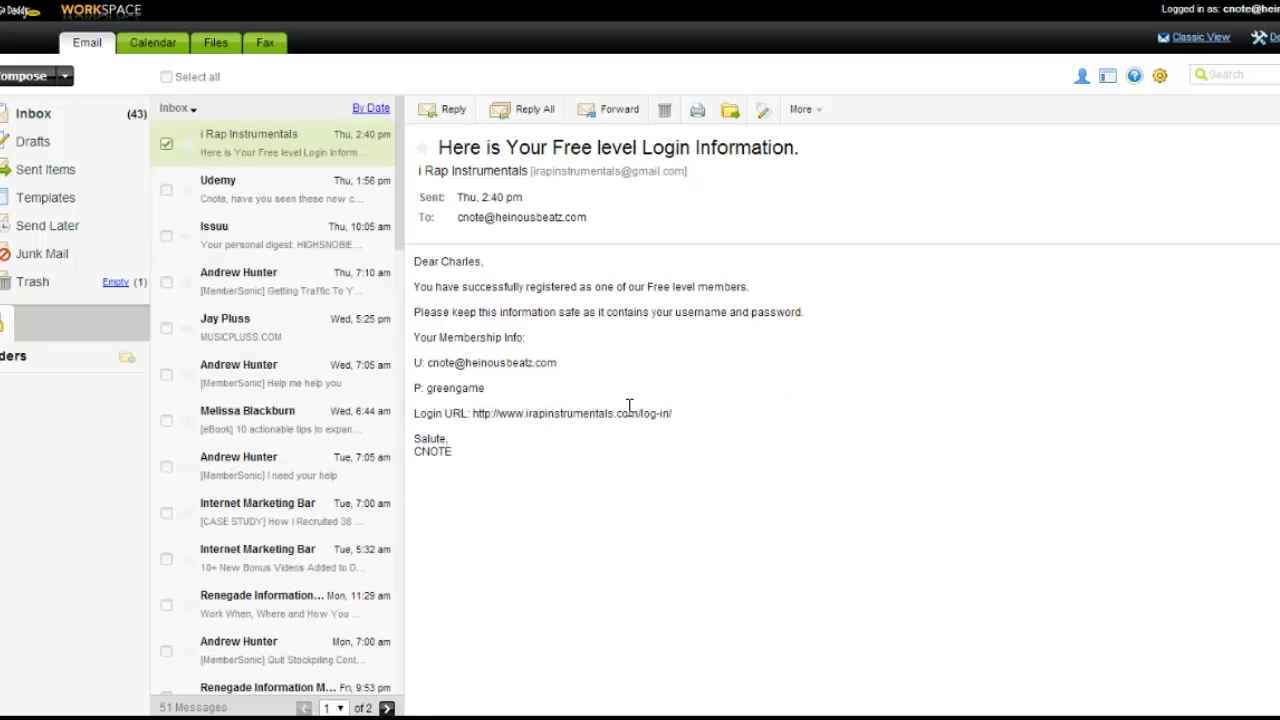 Go Daddy WORKSPACE
Logged in as: cnote@hein
Email Calendar Files Fax
Classic View
Compose
Select all
Search
Inbox (43)
Drafts
Sent Items
Templates
Send Later
Junk Mail
Trash Empty (1)
Inbox By Date
i Rap Instrumentals Thu, 2:40 pm
Here is Your Free level Login Inform...
Udemy Thu, 1:56 pm
Cnote, have you seen these new c...
Issuu Thu, 10:05 am
Your personal digest: HIGHSNOBIE...
Andrew Hunter Thu, 7:10 am
[MemberSonic] Getting Traffic To Y...
Jay Pluss Wed, 5:25 pm
MUSICPLUSS.COM
Andrew Hunter Wed, 7:05 am
[MemberSonic] Help me help you
Melissa Blackburn Wed, 6:44 am
[eBook] 10 actionable tips to expan...
Andrew Hunter Tue, 7:05 am
[MemberSonic] I need your help
Internet Marketing Bar Tue, 7:00 am
[CASE STUDY] How I Recruited 38 ...
Internet Marketing Bar Tue, 5:32 am
10+ New Bonus Videos Added to D...
Renegade Information... Mon, 11:29 am
Work When, Where and How You ...
Andrew Hunter Mon, 7:00 am
[MemberSonic] Quit Stockpiling Cont...
Renegade Information M... Fri, 9:53 pm
51 Messages 1 of 2
Reply Reply All Forward More
Here is Your Free level Login Information.
i Rap Instrumentals [irapinstrumentals@gmail.com]
Sent: Thu, 2:40 pm
To: cnote@heinousbeatz.com
Dear Charles,
You have successfully registered as one of our Free level members.
Please keep this information safe as it contains your username and password.
Your Membership Info:
U: cnote@heinousbeatz.com
P: greengame
Login URL: http://www.irapinstrumentals.com/log-in/
Salute,
CNOTE